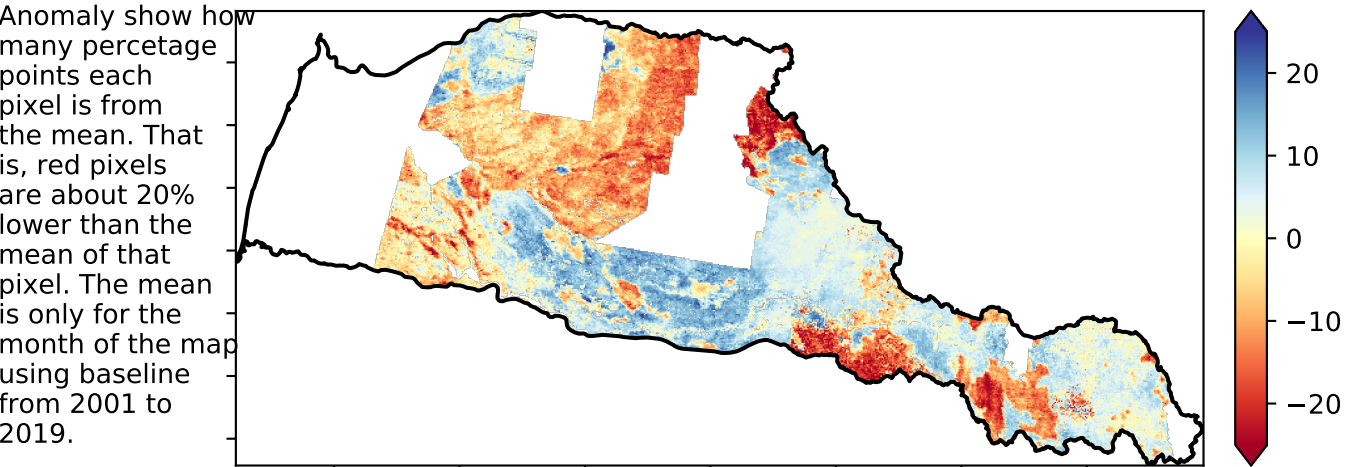 Anomaly show how
many percetage
points each
pixel is from
the mean. That
is, red pixels
are about 20%
lower than the
mean of that
pixel. The mean
is only for the
month of the map
using baseline
from 2001 to
2019.
20
10
0
−10
−20